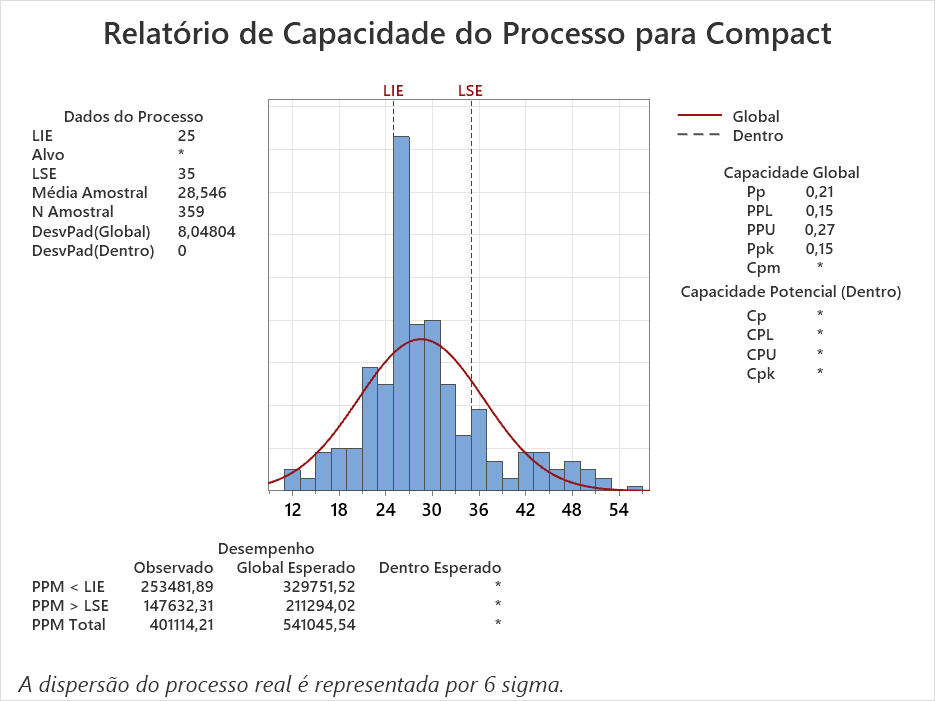 Relatório de Capacidade do Processo para Compact
LIE LSE
Dados do Processo
LIE 25
Alvo *
LSE 35
Média Amostral 28,546
N Amostral 359
DesvPad(Global) 8,04804
DesvPad(Dentro) 0
Global
Dentro
Capacidade Global
Pp 0,21
PPL 0,15
PPU 0,27
Ppk 0,15
Cpm *
Capacidade Potencial (Dentro)
Cp *
CPL *
CPU *
Cpk *
12 18 24 30 36 42 48 54
Desempenho
Observado Global Esperado Dentro Esperado
PPM < LIE 253481,89 329751,52 *
PPM > LSE 147632,31 211294,02 *
PPM Total 401114,21 541045,54 *
A dispersão do processo real é representada por 6 sigma.